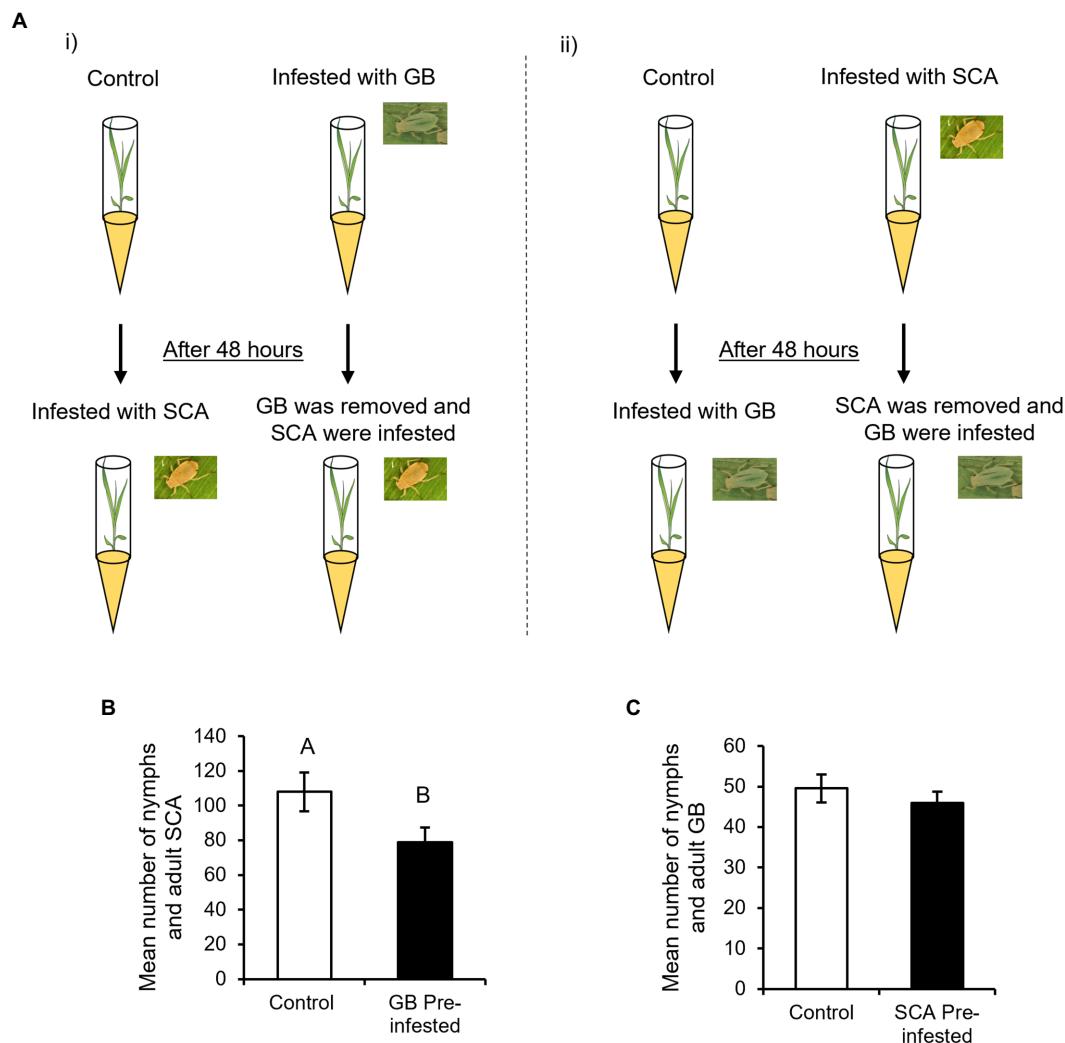 A
i)
Control
Infested with GB
After 48 hours
Infested with SCA
GB was removed and
SCA were infested
ii)
Control
Infested with SCA
After 48 hours
Infested with GB
SCA was removed and
GB were infested
B
Mean number of nymphs
and adult SCA
140
120
100
80
60
40
20
0
A
B
Control
GB Pre-
infested
C
Mean number of nymphs
and adult GB
60
50
40
30
20
10
0
Control
SCA Pre-
infested